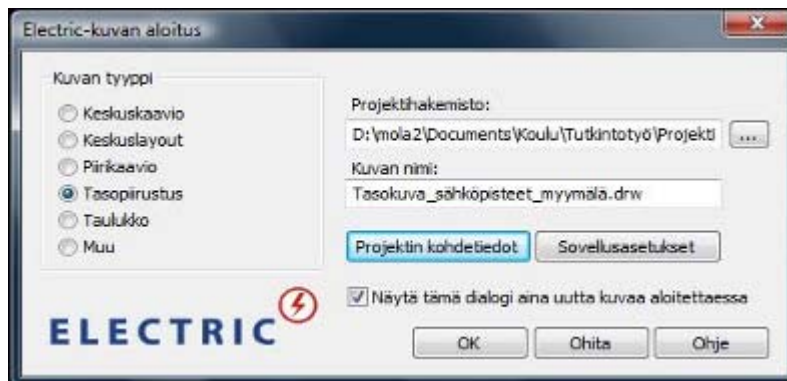 Electric-kuvan aloitus
Kuvan tyyppi
Keskuskaavio
Keskuslayout
Piirikaavio
Tasopiirustus
Taulukko
Muu
ELECTRIC
Projektihakemisto:
D:\mola2\Documents\Koulu\Tutkintotyö\Projekti
...
Kuvan nimi:
Tasokuva_sähköpisteet_myymälä.drw
Projektin kohdetiedot Sovellusasetukset
Näytä tämä dialogi aina uutta kuvaa aloitettaessa
OK Ohita Ohje